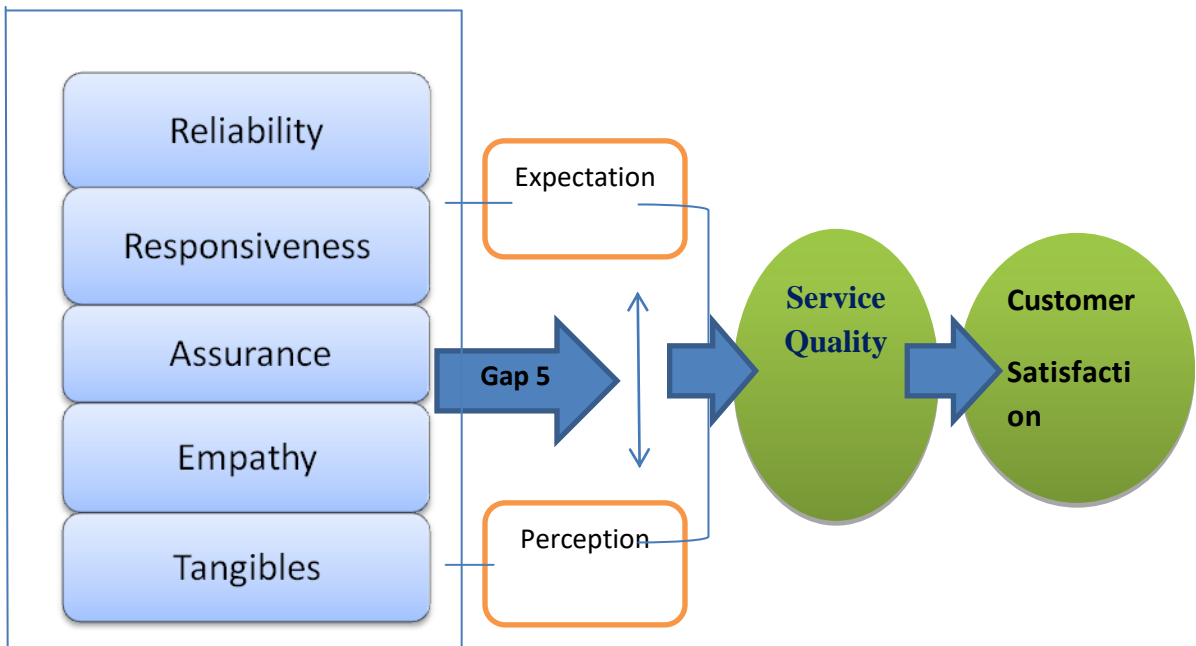 Reliability
Responsiveness
Assurance
Empathy
Tangibles
Expectation
Gap 5
Perception
Service
Quality
Customer
Satisfacti
on